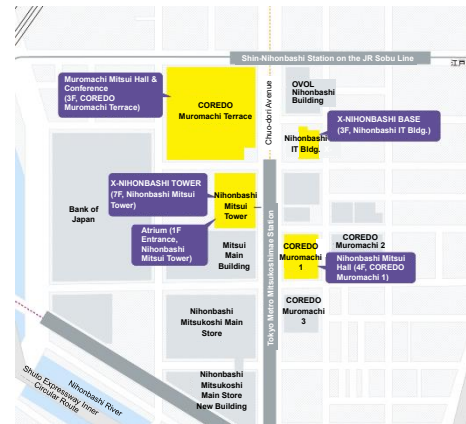 Shin-Nihonbashi Station on the JR Sobu Line
江戸
Muromachi Mitsui Hall &
Conference
(3F, COREDO
Muromachi Terrace)
COREDO
Muromachi Terrace
Chuo-dori Avenue
OVOL
Nihonbashi
Building
X-NIHONBASHI BASE
(3F, Nihonbashi IT Bldg.)
Nihonbashi
IT Bldg.
X-NIHONBASHI TOWER
(7F, Nihonbashi Mitsui
Tower)
Nihonbashi
Mitsui
Tower
Bank of
Japan
Atrium (1F
Entrance,
Nihonbashi
Mitsui Tower)
Mitsui
Main
Building
Tokyo Metro Mitsukoshimae Station
COREDO
Muromachi 2
COREDO
Muromachi
1
Nihonbashi Mitsui
Hall (4F, COREDO
Muromachi 1)
Nihonbashi
Mitsukoshi Main
Store
COREDO
Muromachi
3
Nihonbashi
Mitsukoshi
Main Store
New Building
Nihonbashi River
Shuto Expressway Inner
Circular Route